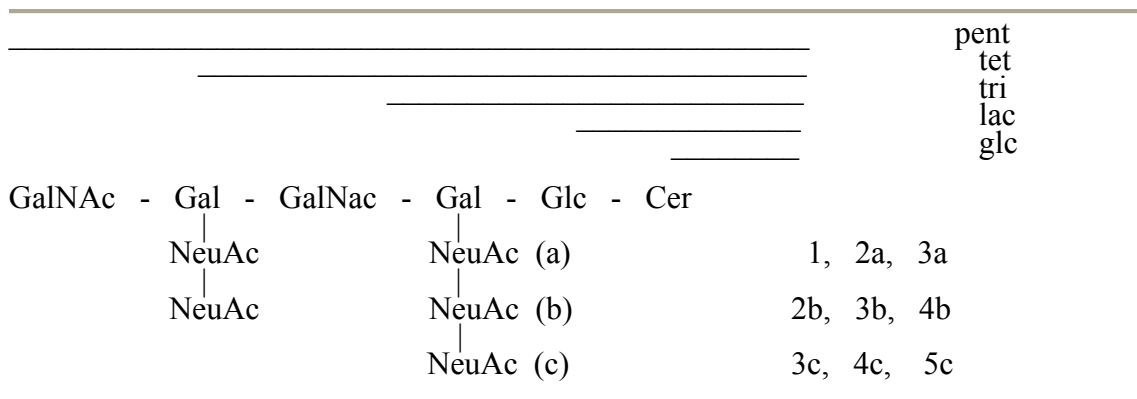 pent
tet
tri
lac
glc
GalNAc - Gal - GalNac - Gal - Glc - Cer
NeuAc NeuAc (a) 1, 2a, 3a
NeuAc NeuAc (b) 2b, 3b, 4b
NeuAc (c) 3c, 4c, 5c